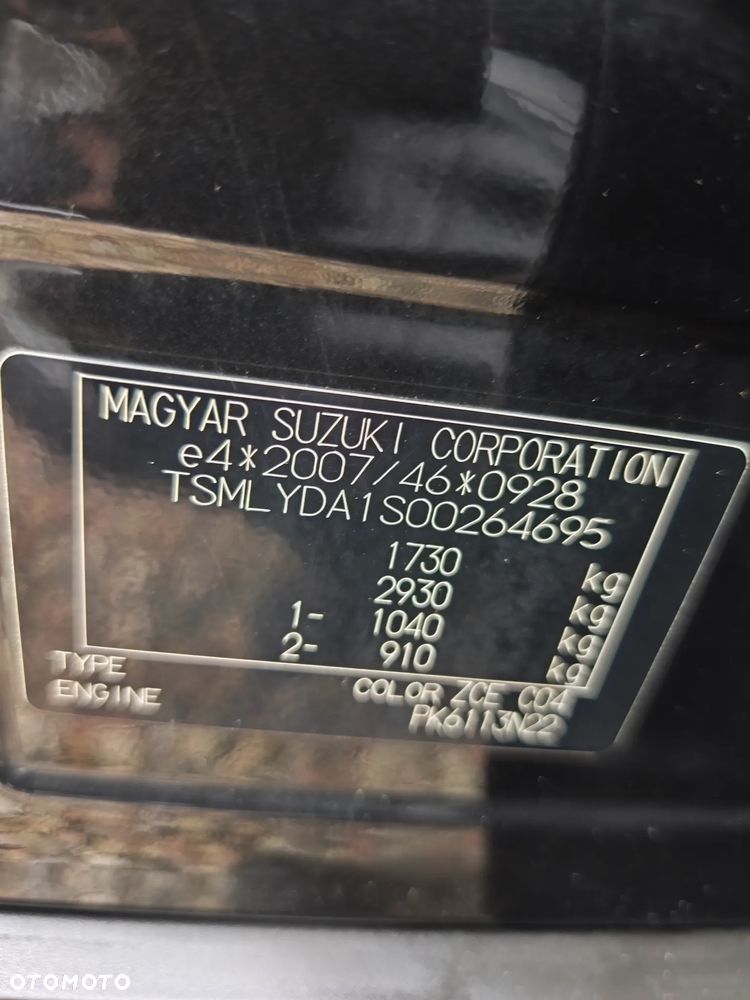 MAGYAR SUZUKI CORPORATION
e4*2007/46*0928
TSMLYDA1S00264695
1730 kg
2930 kg
1- 1040 kg
2- 910 kg
TYPE COLOR ZCE C04
ENGINE PK6113N22
OTOMOTO